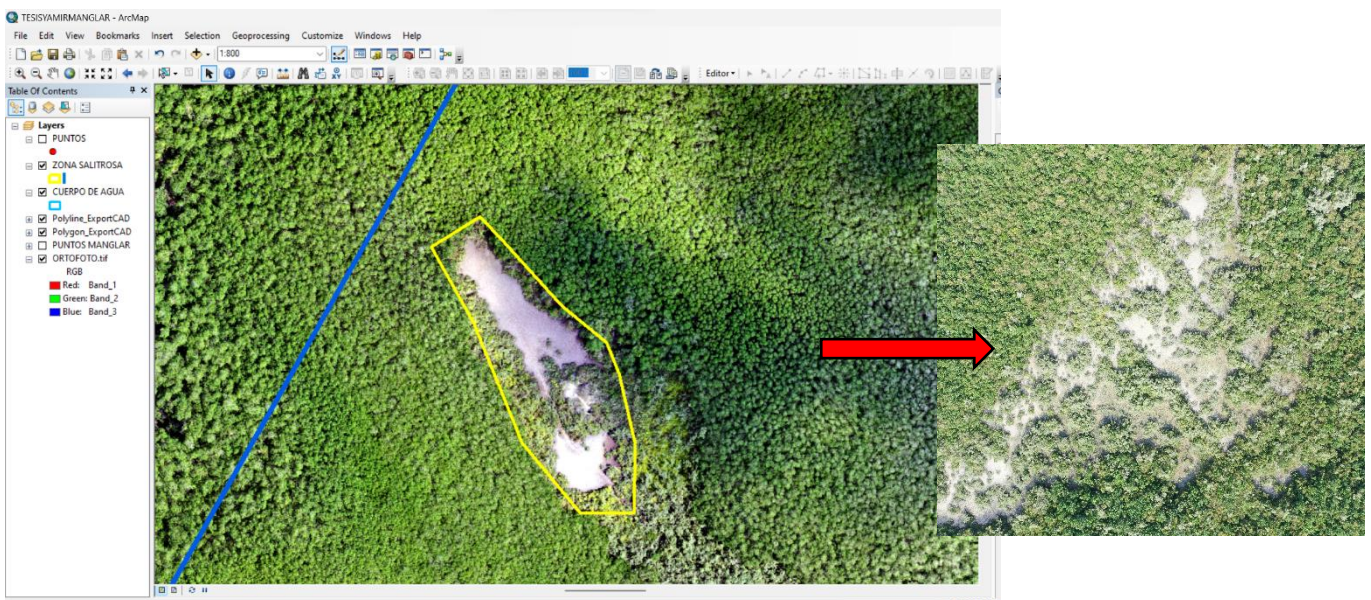 TESISYAMIRMANGLAR - ArcMap
File Edit View Bookmarks Insert Selection Geoprocessing Customize Windows Help
1:800
Editor
Table Of Contents
Layers
PUNTOS
ZONA SALITROSA
CUERPO DE AGUA
Polyline_ExportCAD
Polygon_ExportCAD
PUNTOS MANGLAR
ORTOFOTO.tif
RGB
Red: Band_1
Green: Band_2
Blue: Band_3